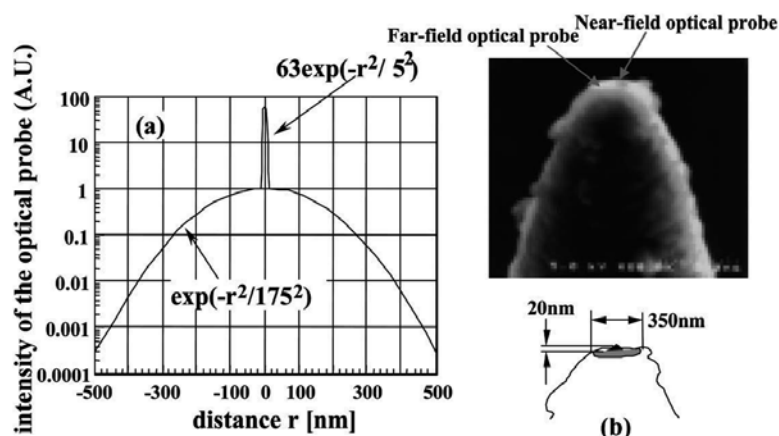 Far-field optical probe
Near-field optical probe
63exp(-r²/ 5²)
intensity of the optical probe (A.U.)
(a)
100
10
1
0.1
0.01
0.001
0.0001
exp(-r²/175²)
-500
-300
-100
0
100
300
500
distance r [nm]
20nm
350nm
(b)